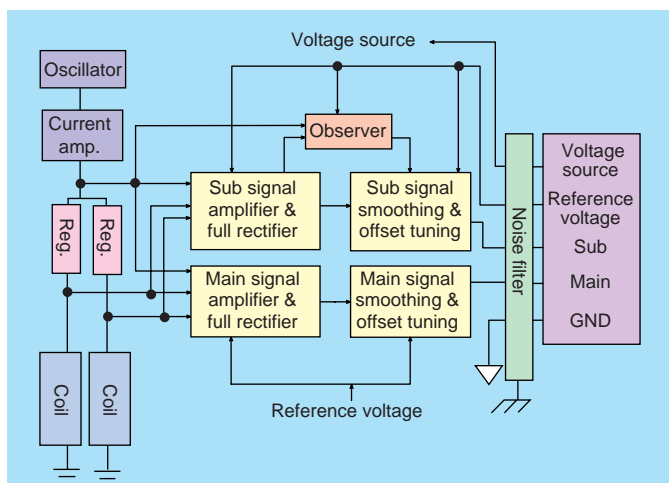 Voltage source
Oscillator
Current
amp.
Observer
Voltage
source
Reg.
Reg.
Sub signal
amplifier &
full rectifier
Sub signal
smoothing &
offset tuning
Noise filter
Reference
voltage
Sub
Main signal
amplifier &
full rectifier
Main signal
smoothing &
offset tuning
Main
GND
Coil
Coil
Reference voltage